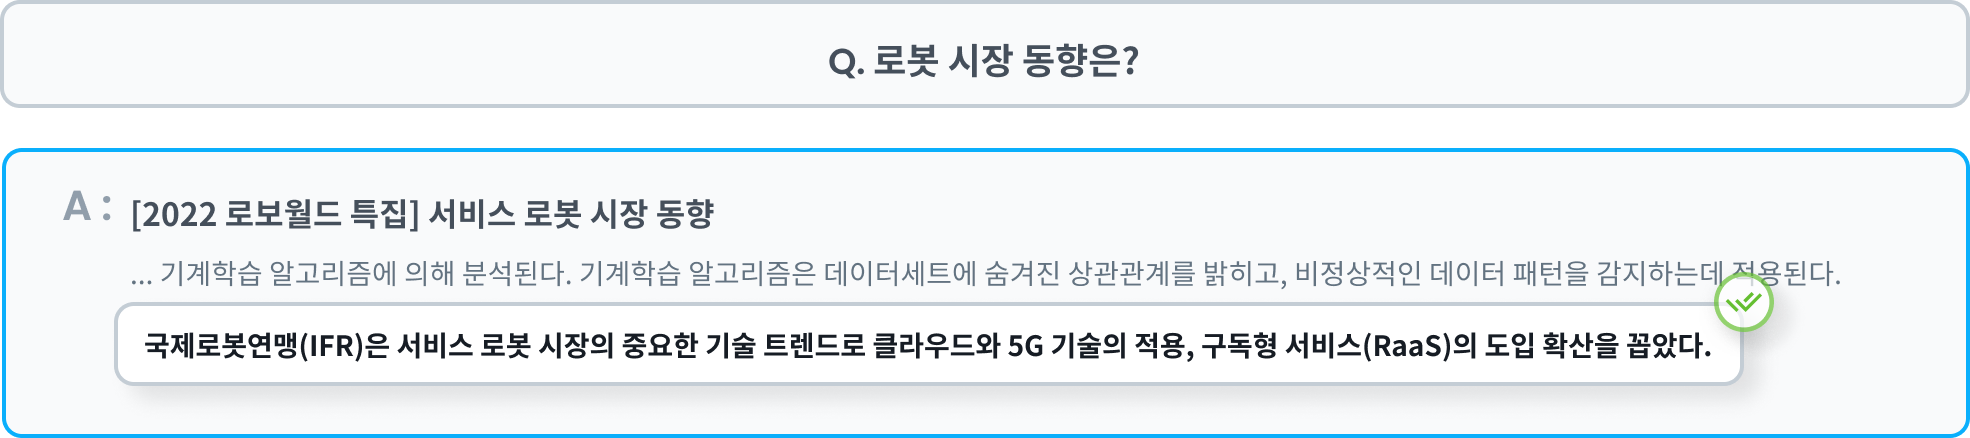 Q. 로봇 시장 동향은?
A : [2022 로보월드 특집] 서비스 로봇 시장 동향
... 기계학습 알고리즘에 의해 분석된다. 기계학습 알고리즘은 데이터세트에 숨겨진 상관관계를 밝히고, 비정상적인 데이터 패턴을 감지하는데 적용된다.
국제로봇연맹(IFR)은 서비스 로봇 시장의 중요한 기술 트렌드로 클라우드와 5G 기술의 적용, 구독형 서비스(RaaS)의 도입 확산을 꼽았다.